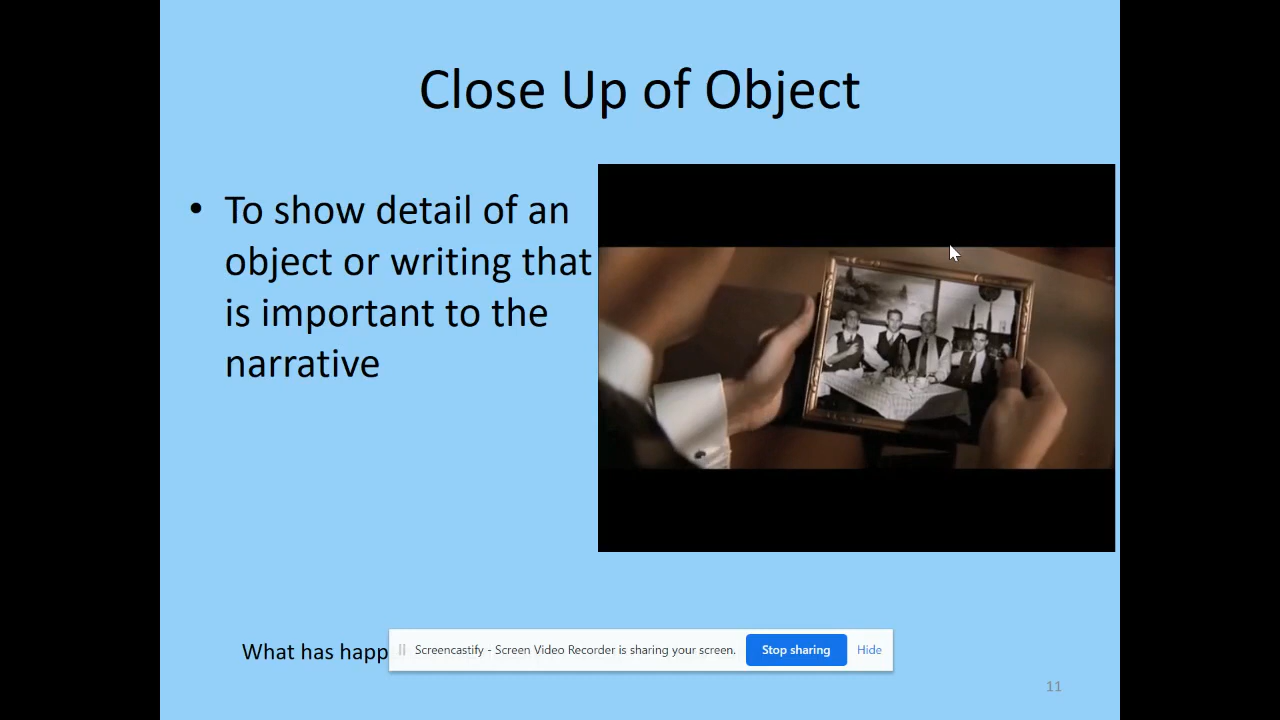 Close Up of Object
• To show detail of an
object or writing that
is important to the
narrative
What has happ
Screencastify - Screen Video Recorder is sharing your screen. Stop sharing Hide
11